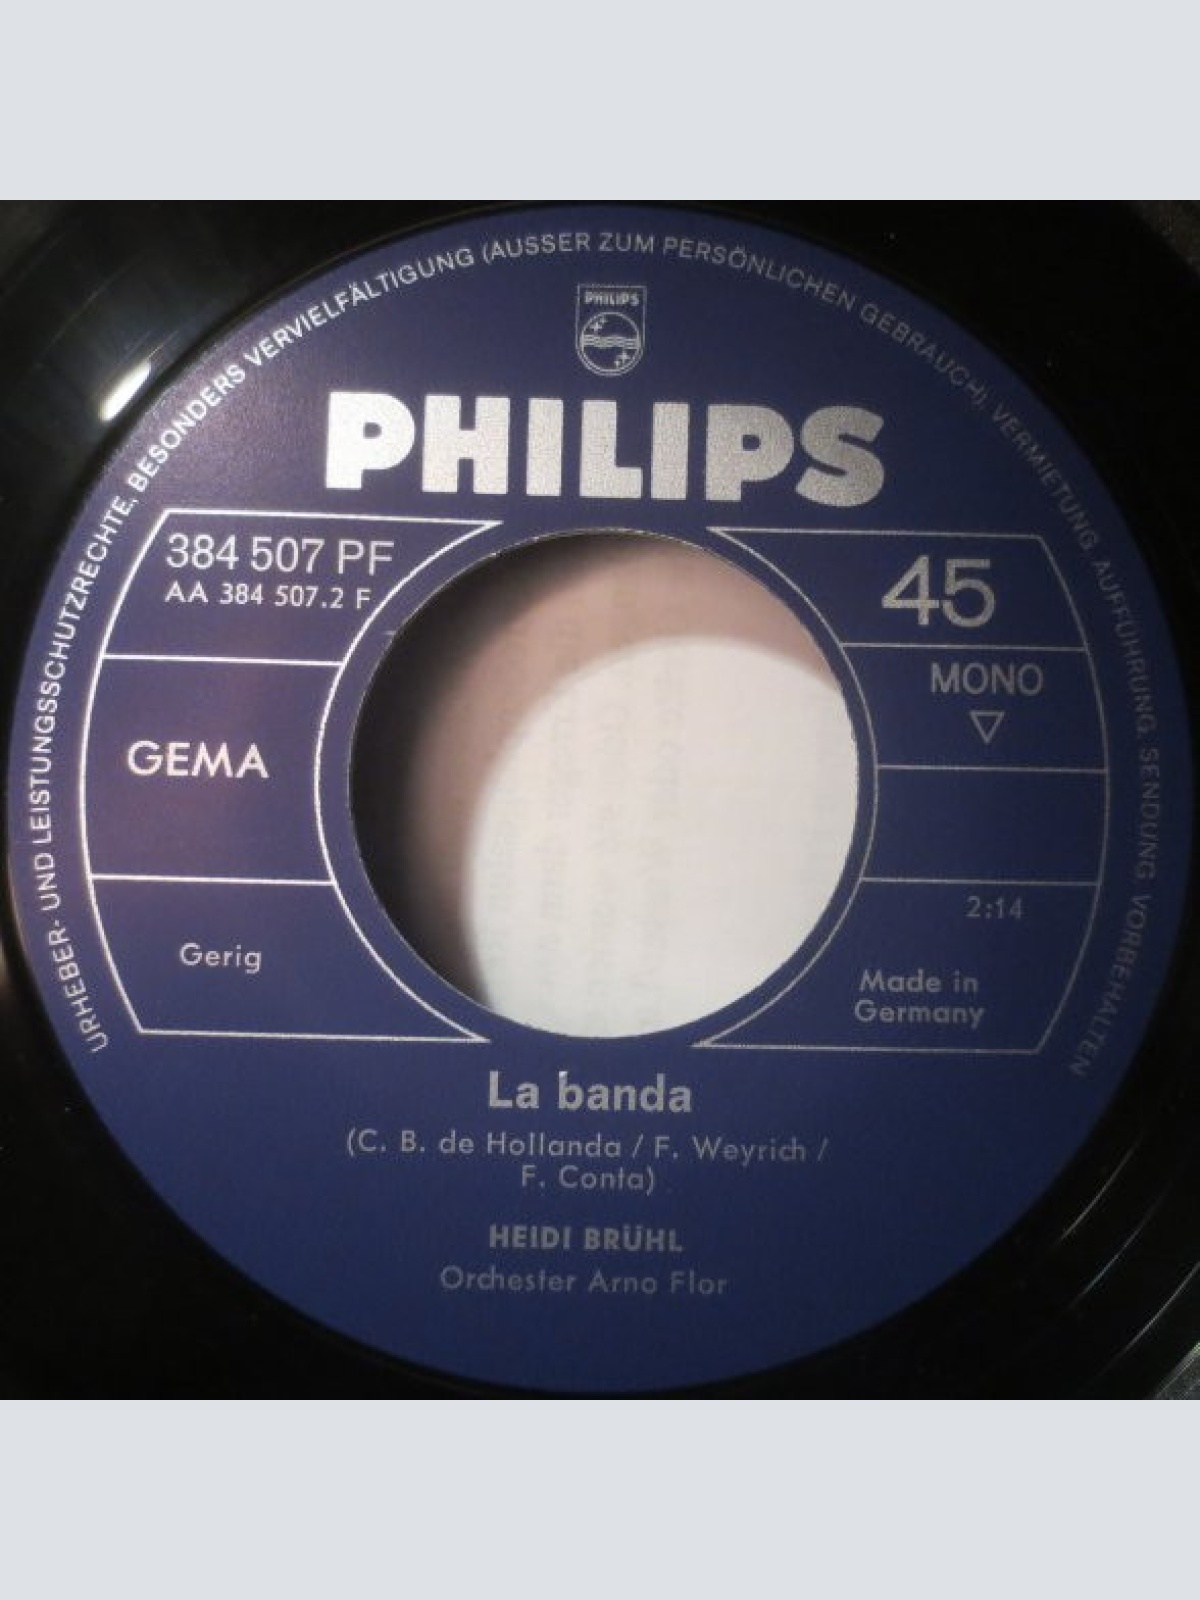 URHEBER- UND LEISTUNGSSCHUTZRECHTE, BESONDERS VERVIELFÄLTIGUNG (AUSSER ZUM PERSÖNLICHEN GEBRAUCH), VERMIETUNG, AUFFÜHRUNG, SENDUNG VORBEHALTEN
PHILIPS
PHILIPS
384 507 PF
AA 384 507.2 F
45
MONO
GEMA
2:14
Gerig
Made in
Germany
La banda
(C. B. de Hollanda / F. Weyrich /
F. Conta)
HEIDI BRÜHL
Orchester Arno Flor